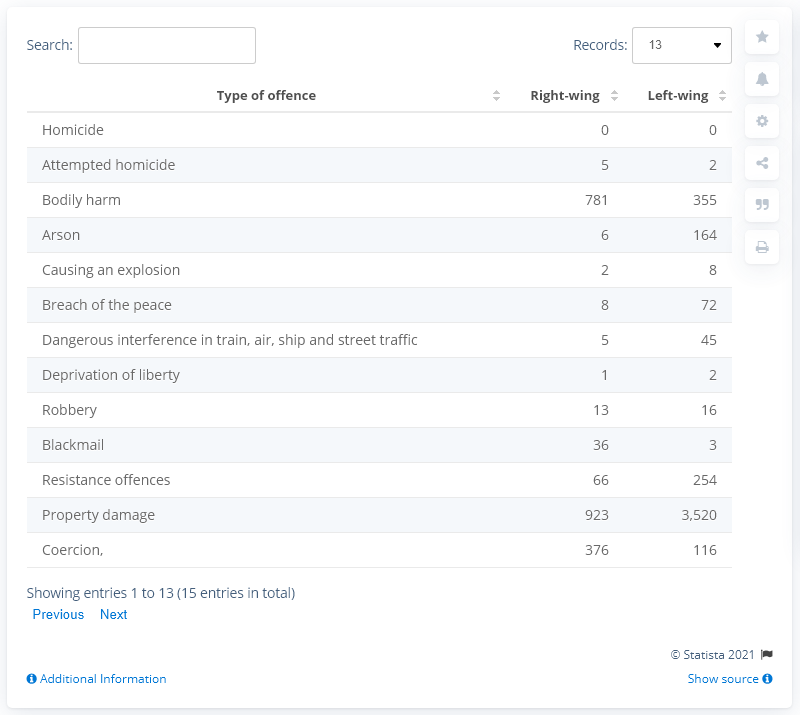 Search:
Records: 13
Type of offence Right-wing Left-wing
Homicide 0 0
Attempted homicide 5 2
Bodily harm 781 355
Arson 6 164
Causing an explosion 2 8
Breach of the peace 8 72
Dangerous interference in train, air, ship and street traffic 5 45
Deprivation of liberty 1 2
Robbery 13 16
Blackmail 36 3
Resistance offences 66 254
Property damage 923 3,520
Coercion, 376 116
Showing entries 1 to 13 (15 entries in total)
Previous Next
© Statista 2021
Additional Information Show source